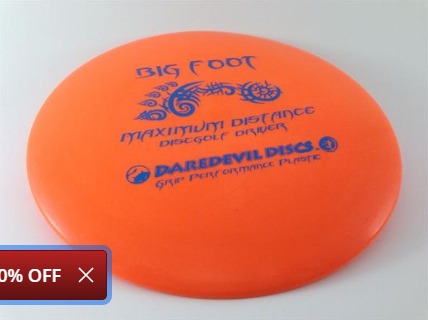 BIG FOOT
MAXIMUM DISTANCE
DISCGOLF DRIVER
DAREDEVIL DISCS
GRIP PERFORMANCE PLASTIC
0% OFF